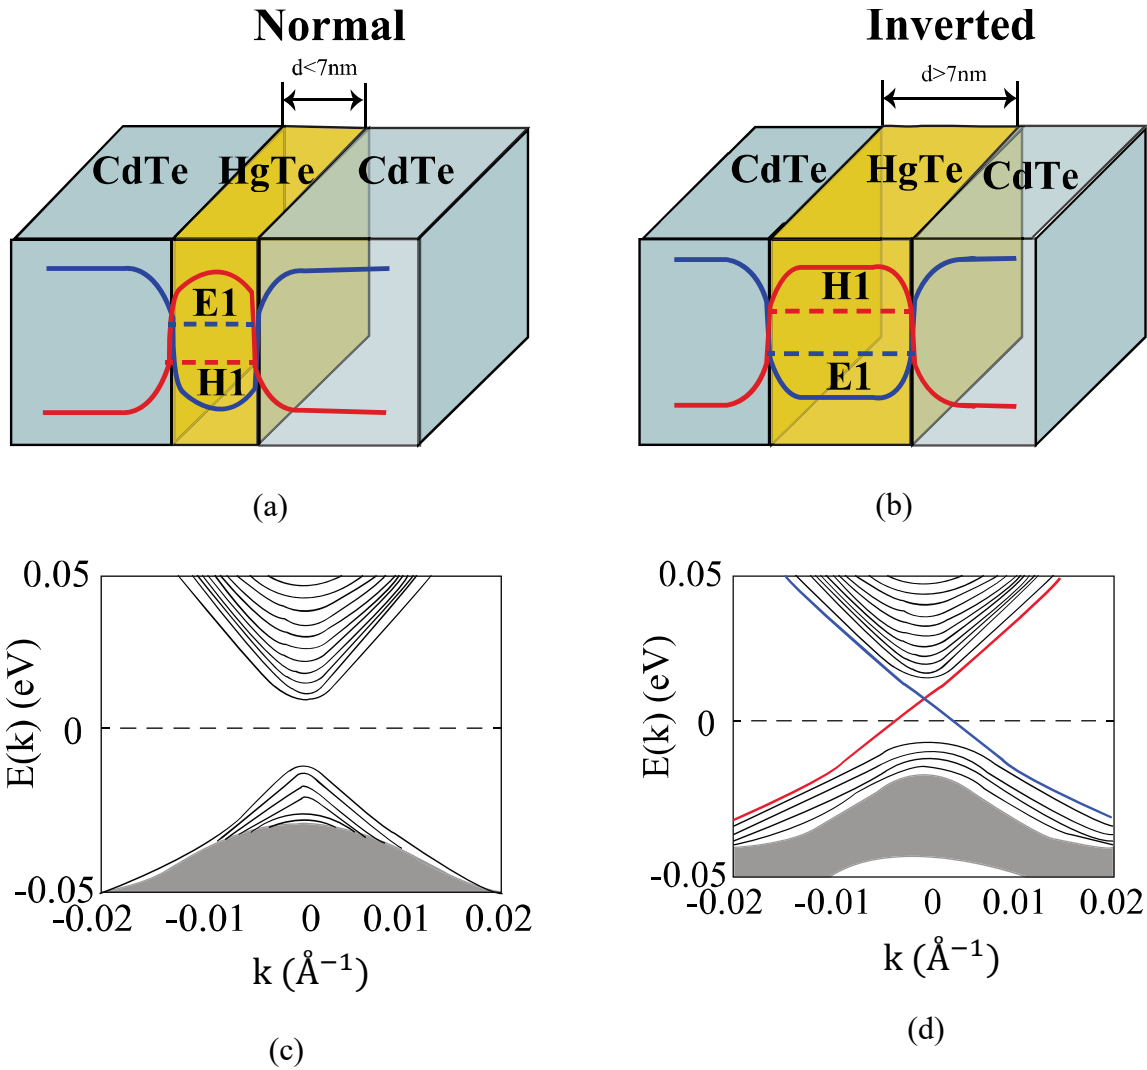 Normal
d<7nm
CdTe
HgTe
CdTe
E1
H1
(a)
Inverted
d>7nm
CdTe
HgTe
CdTe
H1
E1
(b)
0.05
0
-0.05
E(k) (eV)
-0.02 -0.01 0 0.01 0.02
k (Å⁻¹)
(c)
0.05
0
-0.05
E(k) (eV)
-0.02 -0.01 0 0.01 0.02
k (Å⁻¹)
(d)